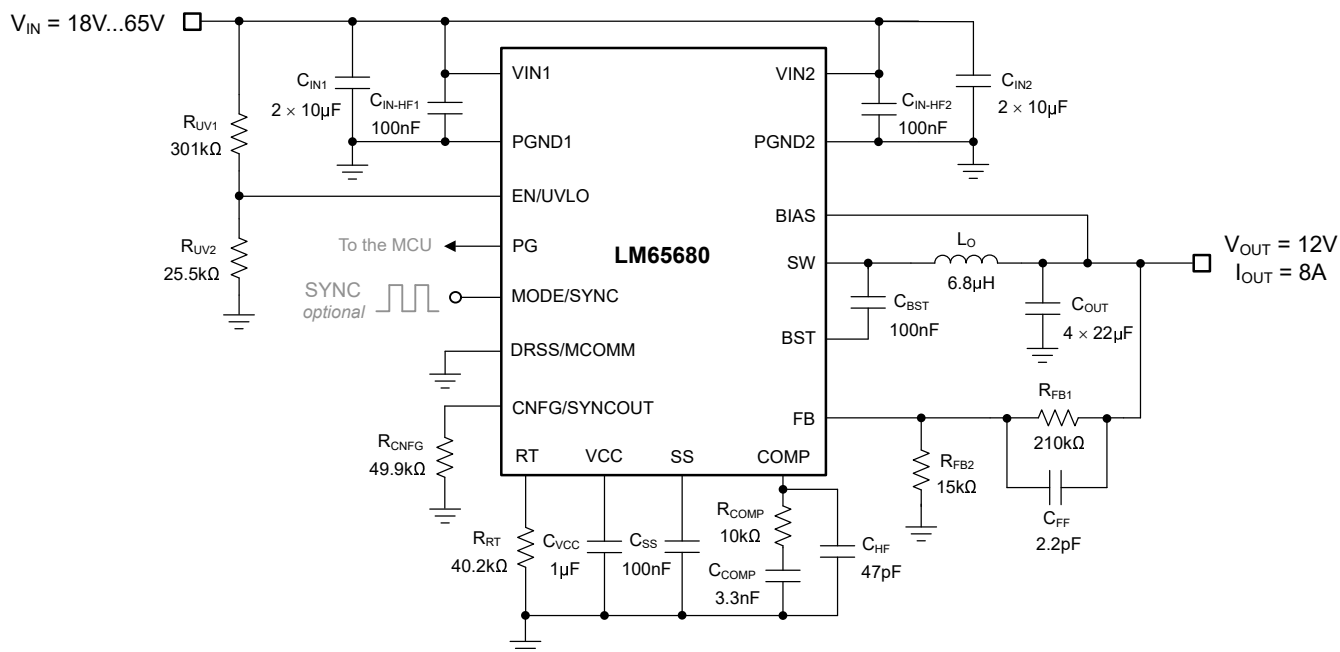 V_IN = 18V...65V
C_IN1
2 × 10µF
C_IN-HF1
100nF
R_UV1
301kΩ
R_UV2
25.5kΩ
VIN1
PGND1
EN/UVLO
To the MCU
PG
SYNC
optional
MODE/SYNC
DRSS/MCOMM
CNFG/SYNCOUT
R_CNFG
49.9kΩ
LM65680
VIN2
PGND2
BIAS
SW
BST
FB
RT
VCC
SS
COMP
C_IN-HF2
100nF
C_IN2
2 × 10µF
L_O
6.8µH
V_OUT = 12V
I_OUT = 8A
C_BST
100nF
C_OUT
4 × 22µF
R_FB1
210kΩ
R_FB2
15kΩ
C_FF
2.2pF
R_RT
40.2kΩ
C_VCC
1µF
C_SS
100nF
R_COMP
10kΩ
C_COMP
3.3nF
C_HF
47pF